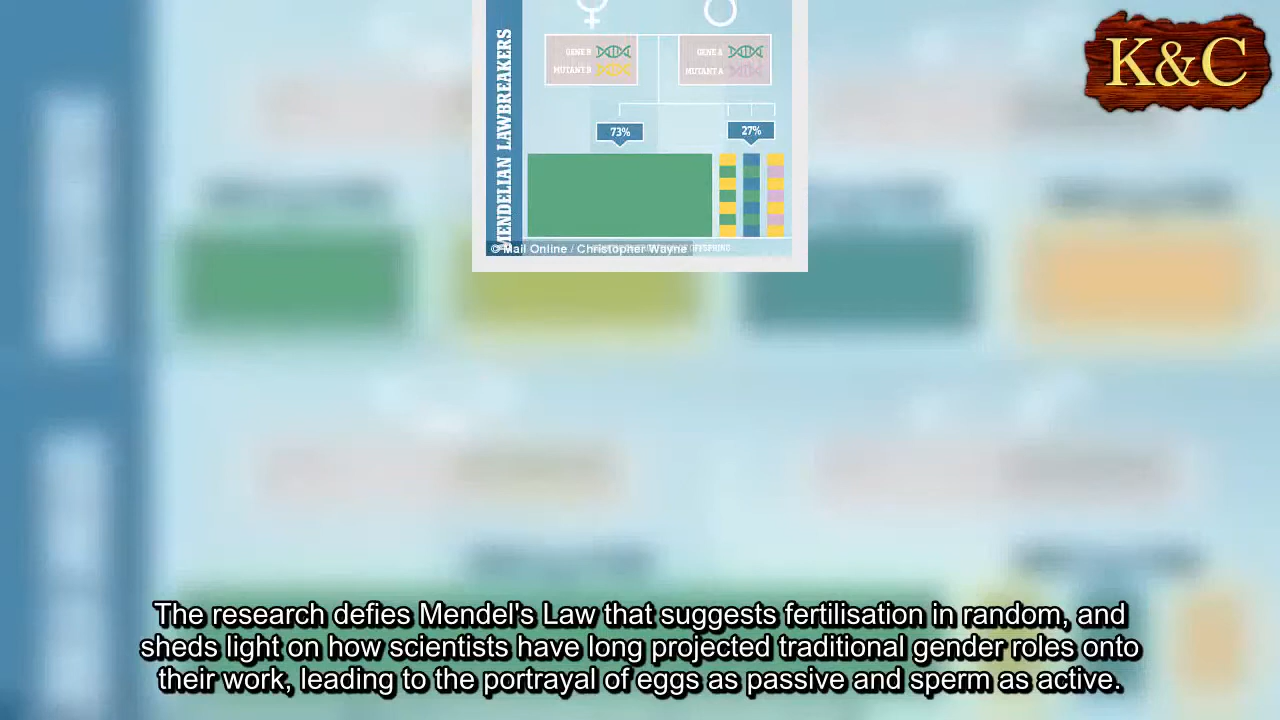 K&C
MENDELIAN LAWBREAKERS
GENE B
MUTANT B
GENE A
MUTANT A
73%
27%
© Mail Online / Christopher Wayne
OFFSPRING
The research defies Mendel's Law that suggests fertilisation in random, and
sheds light on how scientists have long projected traditional gender roles onto
their work, leading to the portrayal of eggs as passive and sperm as active.